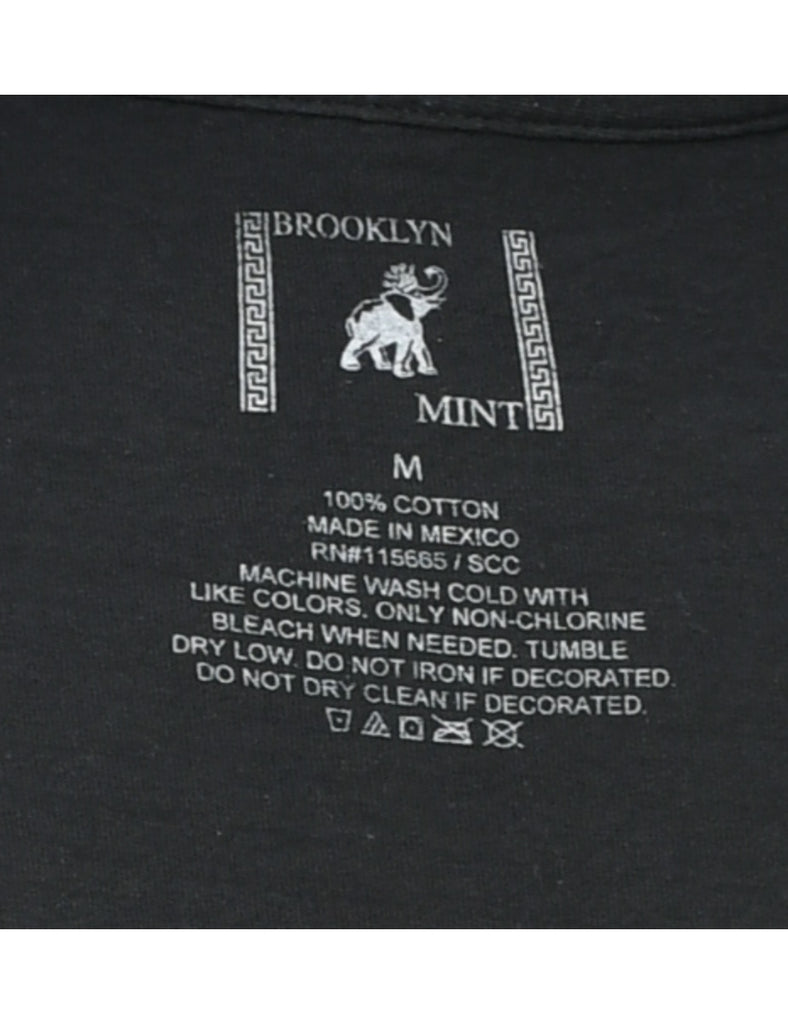 BROOKLYN
MINT
M
100% COTTON
MADE IN MEXICO
RN#115665 / SCC
MACHINE WASH COLD WITH
LIKE COLORS. ONLY NON-CHLORINE
BLEACH WHEN NEEDED. TUMBLE
DRY LOW. DO NOT IRON IF DECORATED.
DO NOT DRY CLEAN IF DECORATED.